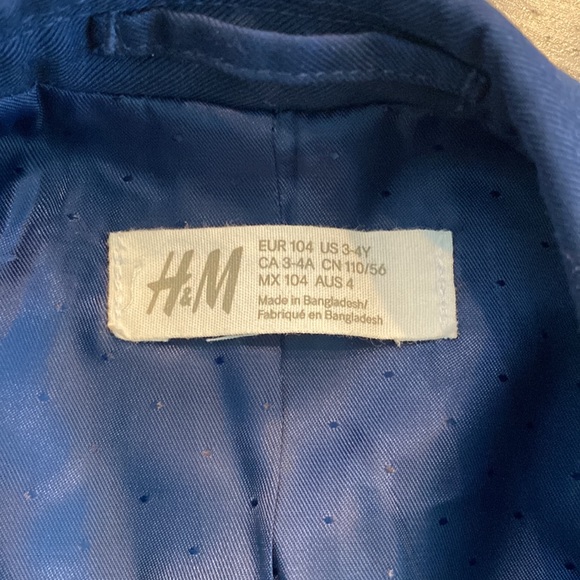 H&M
EUR 104 US 3-4Y
CA 3-4A CN 110/56
MX 104 AUS 4
Made in Bangladesh/
Fabriqué en Bangladesh